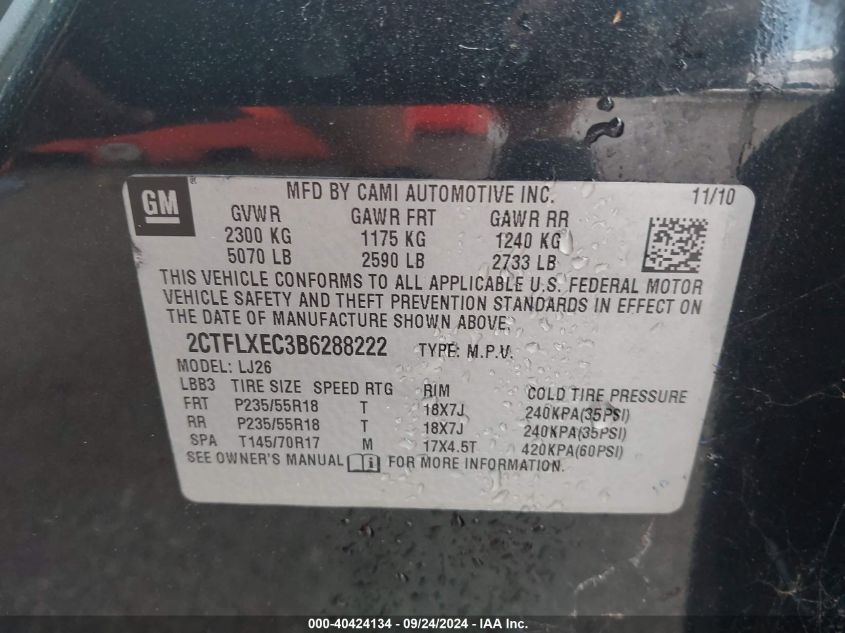 GM
MFD BY CAMI AUTOMOTIVE INC. 11/10
GVWR GAWR FRT GAWR RR
2300 KG 1175 KG 1240 KG
5070 LB 2590 LB 2733 LB
THIS VEHICLE CONFORMS TO ALL APPLICABLE U.S. FEDERAL MOTOR
VEHICLE SAFETY AND THEFT PREVENTION STANDARDS IN EFFECT ON
THE DATE OF MANUFACTURE SHOWN ABOVE.
2CTFLXEC3B6288222 TYPE: M.P.V.
MODEL: LJ26
LBB3 TIRE SIZE SPEED RTG RIM COLD TIRE PRESSURE
FRT P235/55R18 T 18X7J 240KPA(35PSI)
RR P235/55R18 T 18X7J 240KPA(35PSI)
SPA T145/70R17 M 17X4.5T 420KPA(60PSI)
SEE OWNER'S MANUAL FOR MORE INFORMATION.
000-40424134 - 09/24/2024 - IAA Inc.